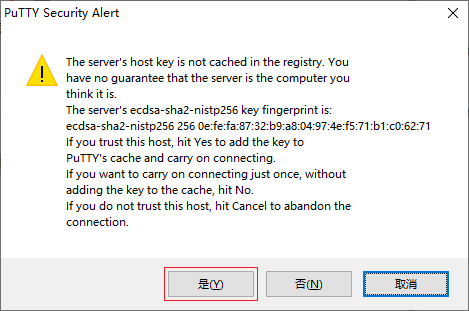 PuTTY Security Alert
The server's host key is not cached in the registry. You
have no guarantee that the server is the computer you
think it is.
The server's ecdsa-sha2-nistp256 key fingerprint is:
ecdsa-sha2-nistp256 256 0e:fe:fa:87:32:b9:a8:04:97:4e:f5:71:b1:c0:62:71
If you trust this host, hit Yes to add the key to
PuTTY's cache and carry on connecting.
If you want to carry on connecting just once, without
adding the key to the cache, hit No.
If you do not trust this host, hit Cancel to abandon the
connection.
是(Y)
否(N)
取消